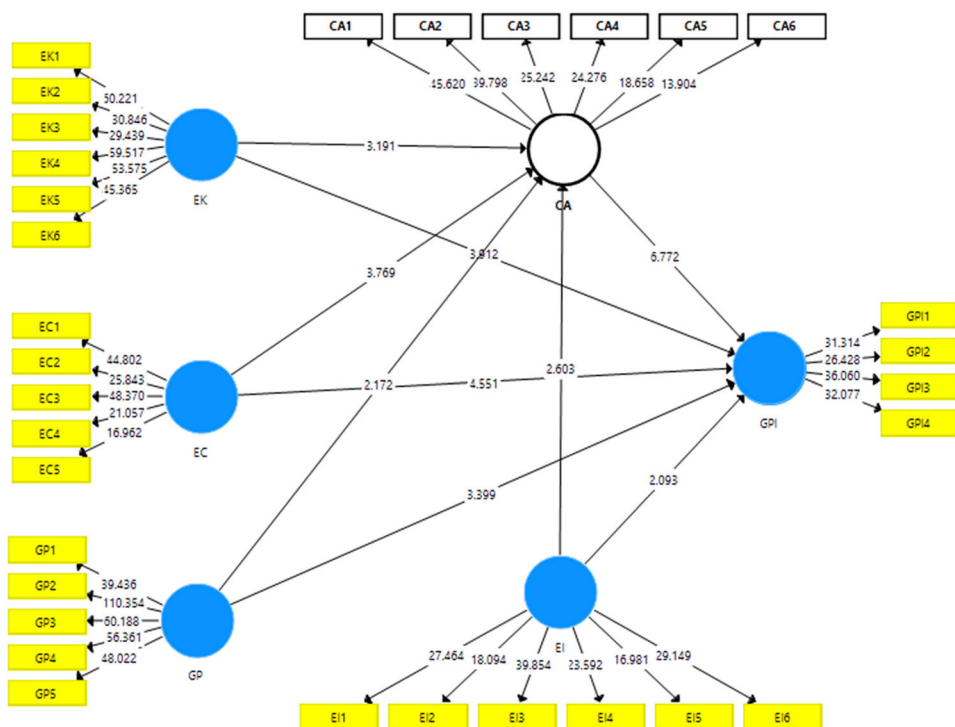 CA1 CA2 CA3 CA4 CA5 CA6
45.620 39.798 25.242 24.276 18.658 13.904
EK1
EK2
EK3
EK4
EK5
EK6
50.221
30.846
29.439
59.517
53.575
45.365
EK
3.191
CA
3.912
6.772
3.769
EC1
EC2
EC3
EC4
EC5
44.802
25.843
48.370
21.057
16.962
EC
2.172
4.551
2.603
GPI1
GPI2
GPI3
GPI4
31.314
26.428
36.060
32.077
GPI
2.093
3.399
GP1
GP2
GP3
GP4
GP5
39.436
110.354
60.188
56.361
48.022
GP
EI
27.464 18.094 39.854 23.592 16.981 29.149
EI1 EI2 EI3 EI4 EI5 EI6